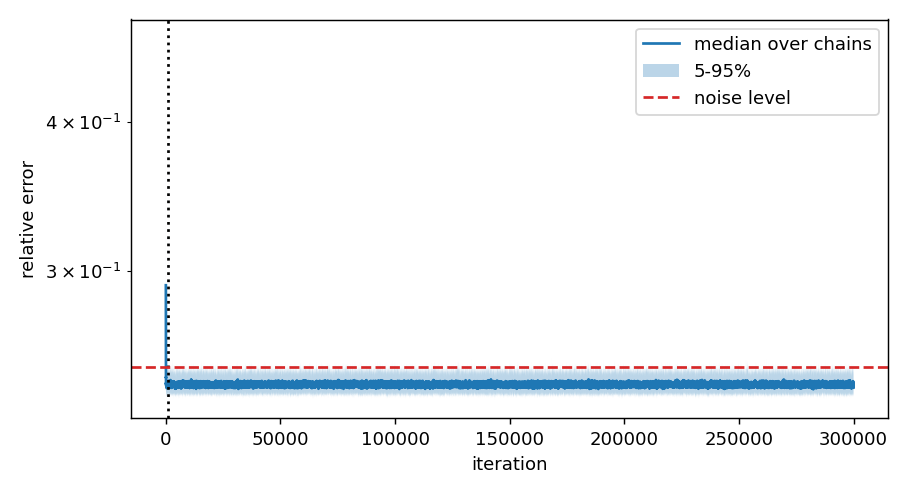 median over chains
5-95%
noise level
4 × 10⁻¹
3 × 10⁻¹
relative error
0 50000 100000 150000 200000 250000 300000
iteration